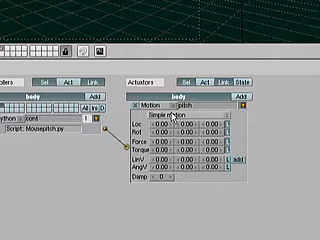 ollers Sel Act Link Actuators Sel Act Link State
body Add body Add
All Ini D X Motion pitch
ython cont 1 Simple motion
Script: Mousepitch.py Loc 0.00 0.00 0.00 L
Rot 0.00 0.00 0.00 L
Force 0.00 0.00 0.00 L
Torque 0.00 0.00 0.00 L
LinV 0.00 0.00 0.00 L add
AngV 0.00 0.00 0.00 L
Damp 0